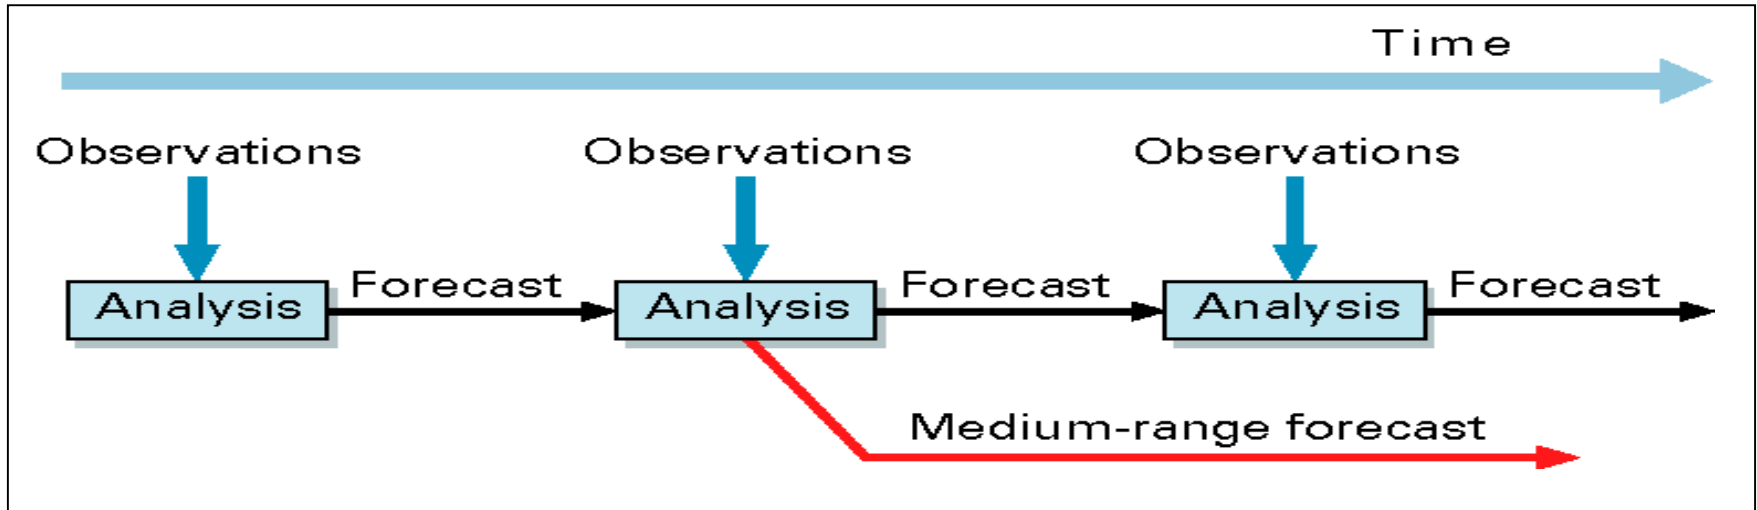 Time
Observations Observations Observations
Analysis Forecast Analysis Forecast Analysis Forecast
Medium-range forecast